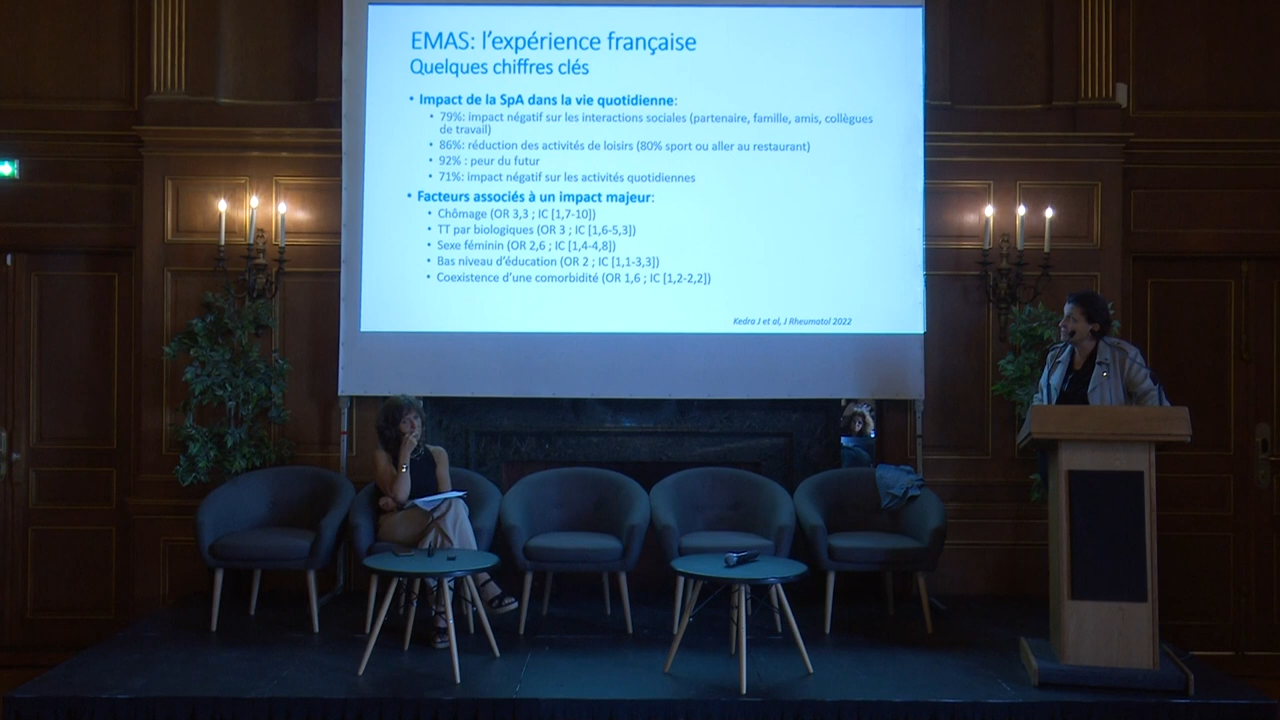 EMAS: l'expérience française
Quelques chiffres clés
• Impact de la SpA dans la vie quotidienne:
• 79%: impact négatif sur les interactions sociales (partenaire, famille, amis, collègues
de travail)
• 86%: réduction des activités de loisirs (80% sport ou aller au restaurant)
• 92% : peur du futur
• 71%: impact négatif sur les activités quotidiennes
• Facteurs associés à un impact majeur:
• Chômage (OR 3,3 ; IC [1,7-10])
• TT par biologiques (OR 3 ; IC [1,6-5,3])
• Sexe féminin (OR 2,6 ; IC [1,4-4,8])
• Bas niveau d'éducation (OR 2 ; IC [1,1-3,3])
• Coexistence d'une comorbidité (OR 1,6 ; IC [1,2-2,2])
Kedra J et al, J Rheumatol 2022